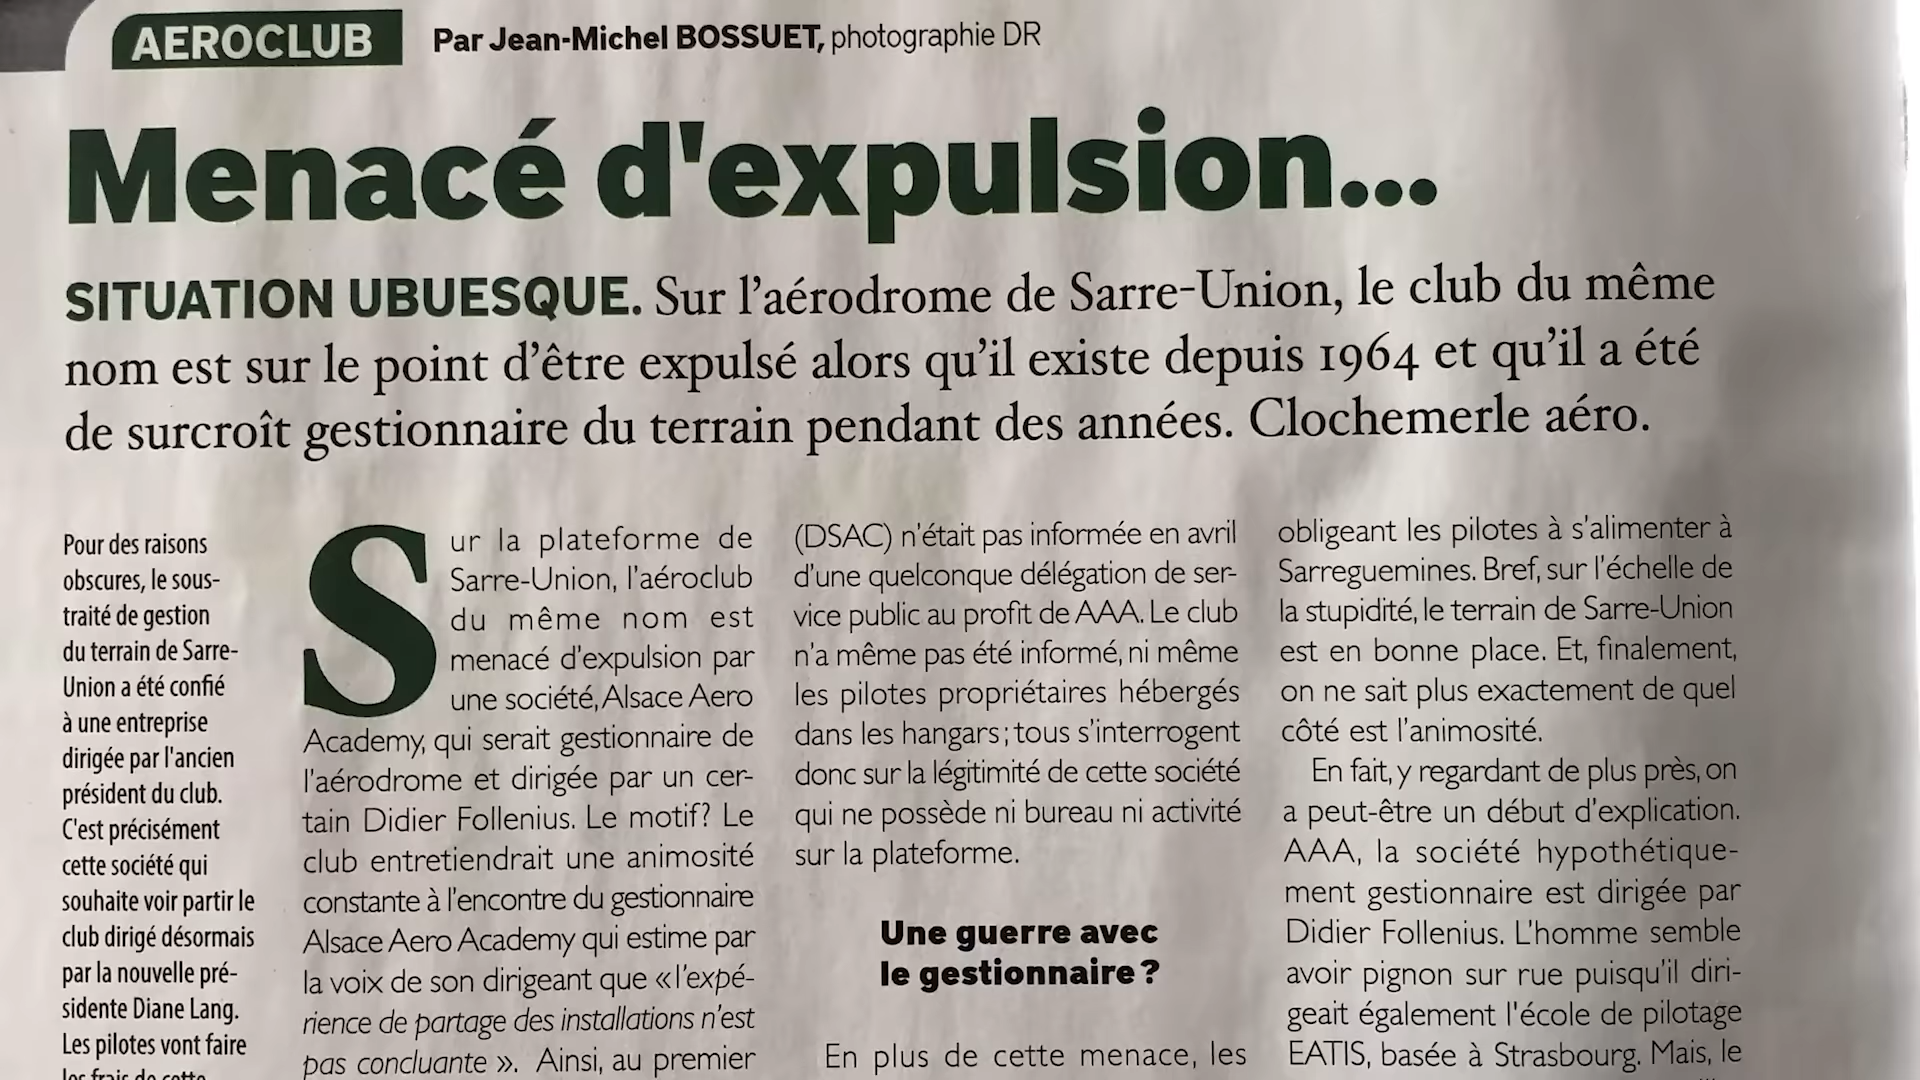 AEROCLUB
Par Jean-Michel BOSSUET, photographie DR
Menacé d'expulsion...
SITUATION UBUESQUE. Sur l'aérodrome de Sarre-Union, le club du même
nom est sur le point d'être expulsé alors qu'il existe depuis 1964 et qu'il a été
de surcroît gestionnaire du terrain pendant des années. Clochemerle aéro.
Pour des raisons
obscures, le sous-
traité de gestion
du terrain de Sarre-
Union a été confié
à une entreprise
dirigée par l'ancien
président du club.
C'est précisément
cette société qui
souhaite voir partir le
club dirigé désormais
par la nouvelle pré-
sidente Diane Lang.
Les pilotes vont faire
les frais de cette
Sur la plateforme de
Sarre-Union, l'aéroclub
du même nom est
menacé d'expulsion par
une société, Alsace Aero
Academy, qui serait gestionnaire de
l'aérodrome et dirigée par un cer-
tain Didier Follenius. Le motif? Le
club entretiendrait une animosité
constante à l'encontre du gestionnaire
Alsace Aero Academy qui estime par
la voix de son dirigeant que «l'expé-
rience de partage des installations n'est
pas concluante ». Ainsi, au premier
(DSAC) n'était pas informée en avril
d'une quelconque délégation de ser-
vice public au profit de AAA. Le club
n'a même pas été informé, ni même
les pilotes propriétaires hébergés
dans les hangars; tous s'interrogent
donc sur la légitimité de cette société
qui ne possède ni bureau ni activité
sur la plateforme.
Une guerre avec
le gestionnaire?
En plus de cette menace, les
obligeant les pilotes à s'alimenter à
Sarreguemines. Bref, sur l'échelle de
la stupidité, le terrain de Sarre-Union
est en bonne place. Et, finalement,
on ne sait plus exactement de quel
côté est l'animosité.
En fait, y regardant de plus près, on
a peut-être un début d'explication.
AAA, la société hypothétique-
ment gestionnaire est dirigée par
Didier Follenius. L'homme semble
avoir pignon sur rue puisqu'il diri-
geait également l'école de pilotage
EATIS, basée à Strasbourg. Mais, le